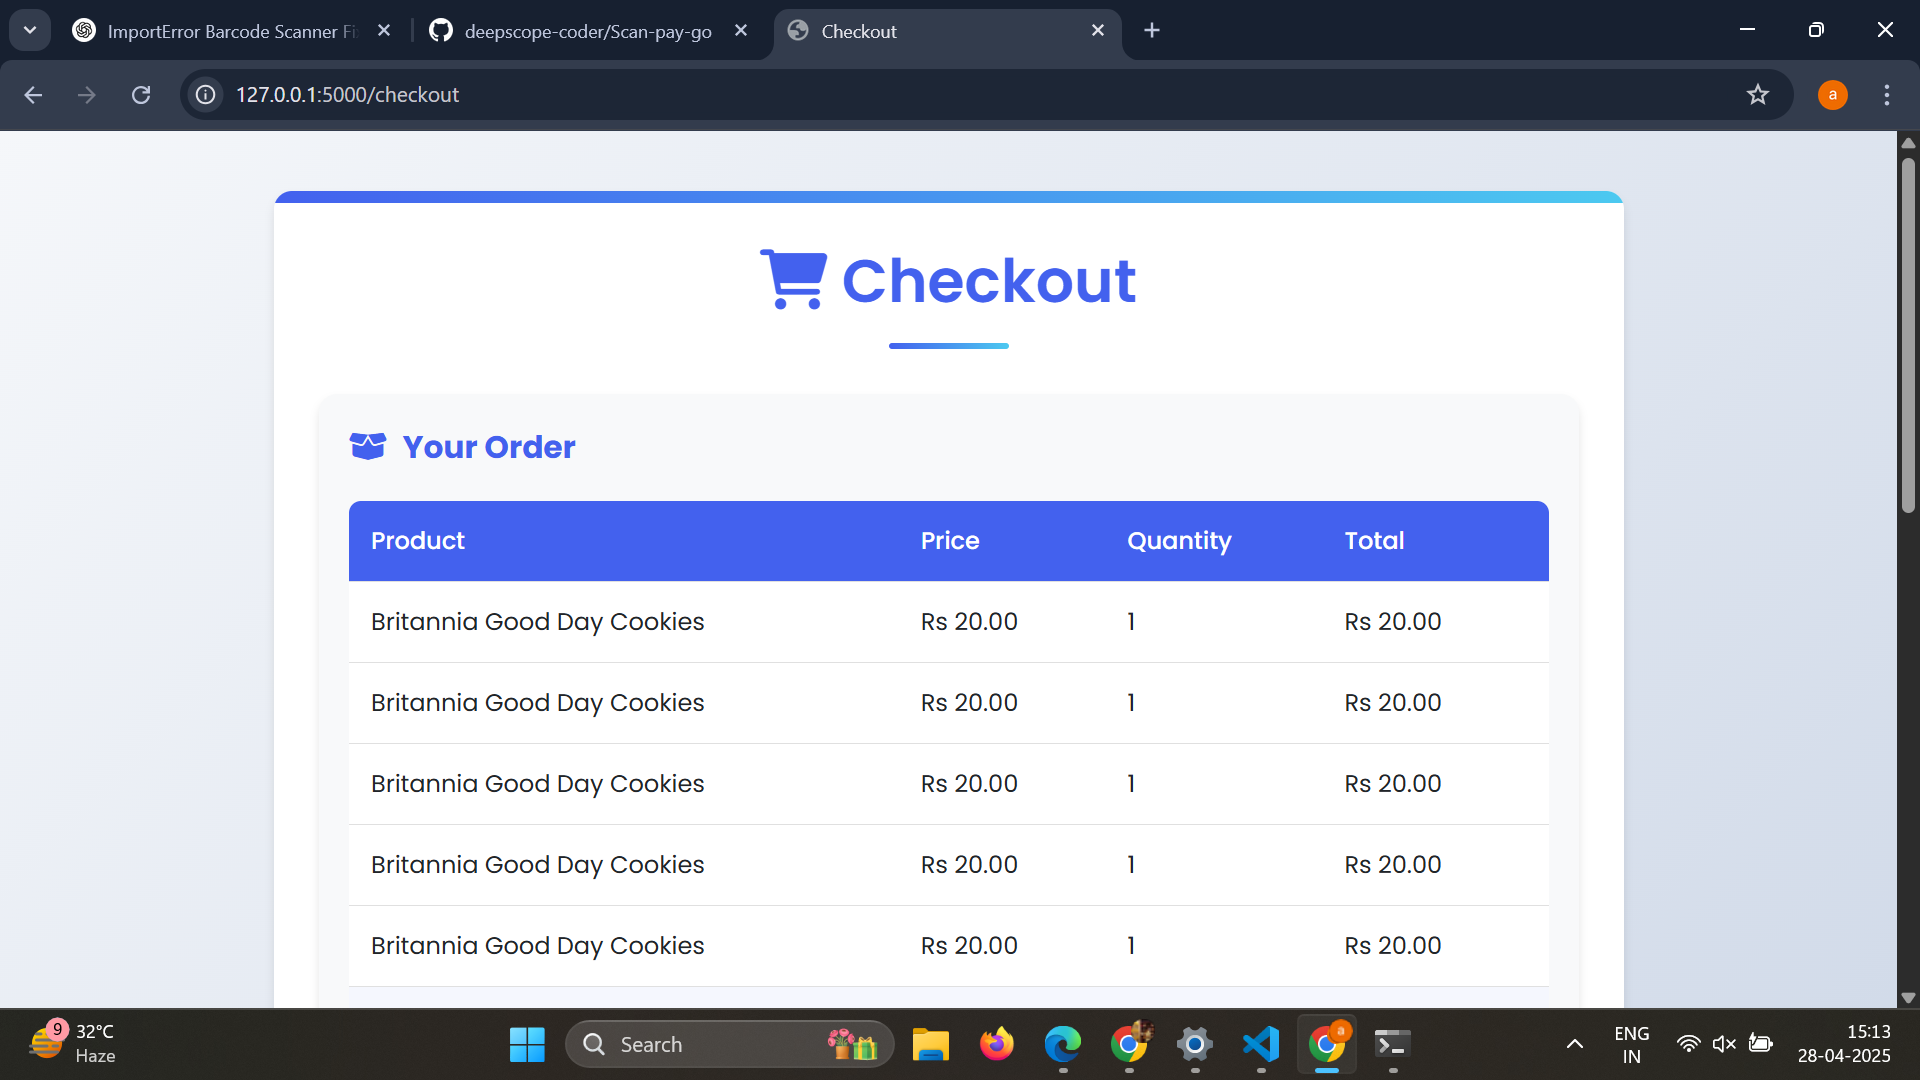 ImportError Barcode Scanner Fi
deepscope-coder/Scan-pay-go
Checkout
127.0.0.1:5000/checkout
a
Checkout
Your Order
Product Price Quantity Total
Britannia Good Day Cookies Rs 20.00 1 Rs 20.00
Britannia Good Day Cookies Rs 20.00 1 Rs 20.00
Britannia Good Day Cookies Rs 20.00 1 Rs 20.00
Britannia Good Day Cookies Rs 20.00 1 Rs 20.00
Britannia Good Day Cookies Rs 20.00 1 Rs 20.00
9
32°C
Haze
Search
a
ENG
IN
15:13
28-04-2025